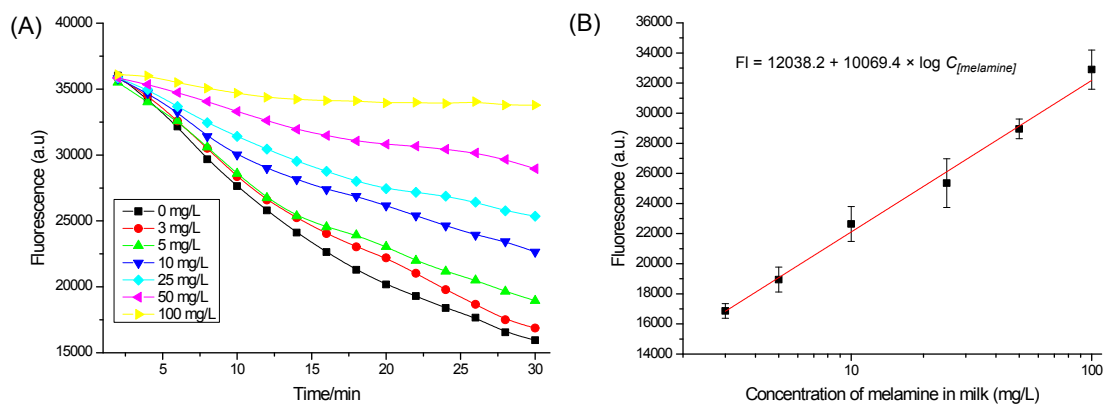 (A)
40000
35000
30000
25000
20000
15000
Fluorescence (a.u)
0 mg/L
3 mg/L
5 mg/L
10 mg/L
25 mg/L
50 mg/L
100 mg/L
5 10 15 20 25 30
Time/min
(B)
36000
34000
32000
30000
28000
26000
24000
22000
20000
18000
16000
14000
Fluorescence (a.u.)
FI = 12038.2 + 10069.4 × log C[melamine]
10 100
Concentration of melamine in milk (mg/L)